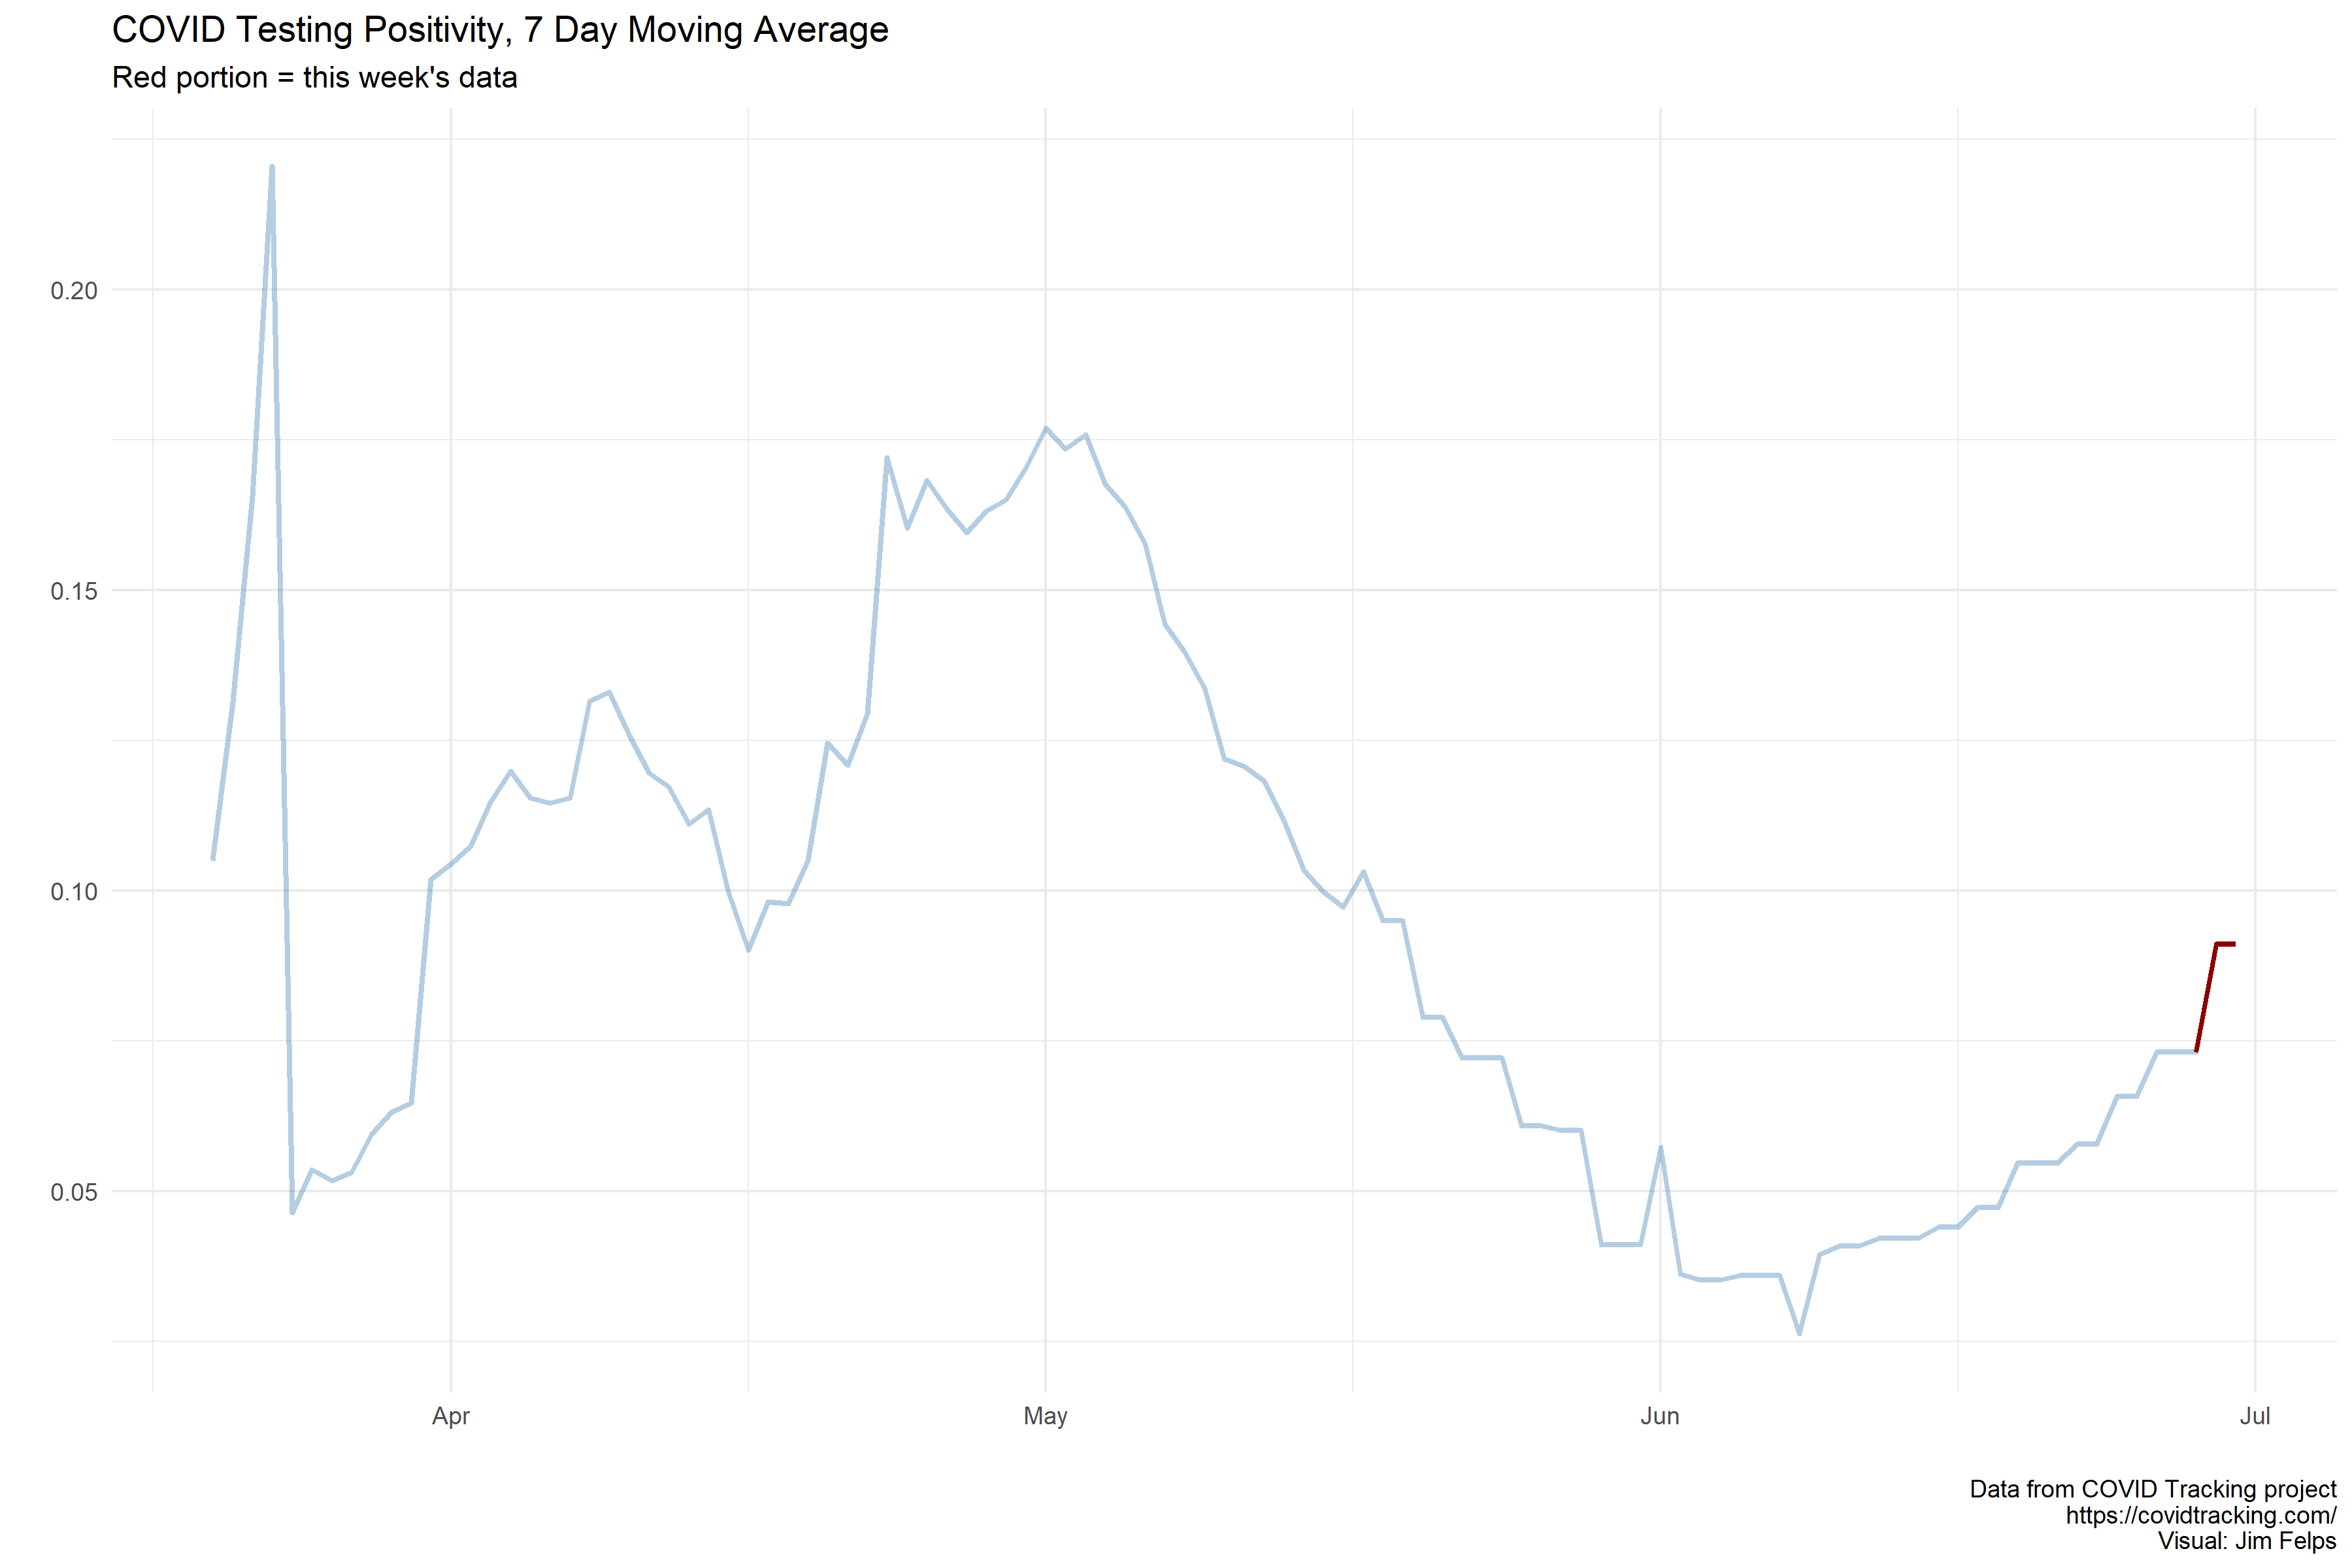 COVID Testing Positivity, 7 Day Moving Average
Red portion = this week's data
0.20
0.15
0.10
0.05
Apr
May
Jun
Jul
Data from COVID Tracking project
https://covidtracking.com/
Visual: Jim Felps